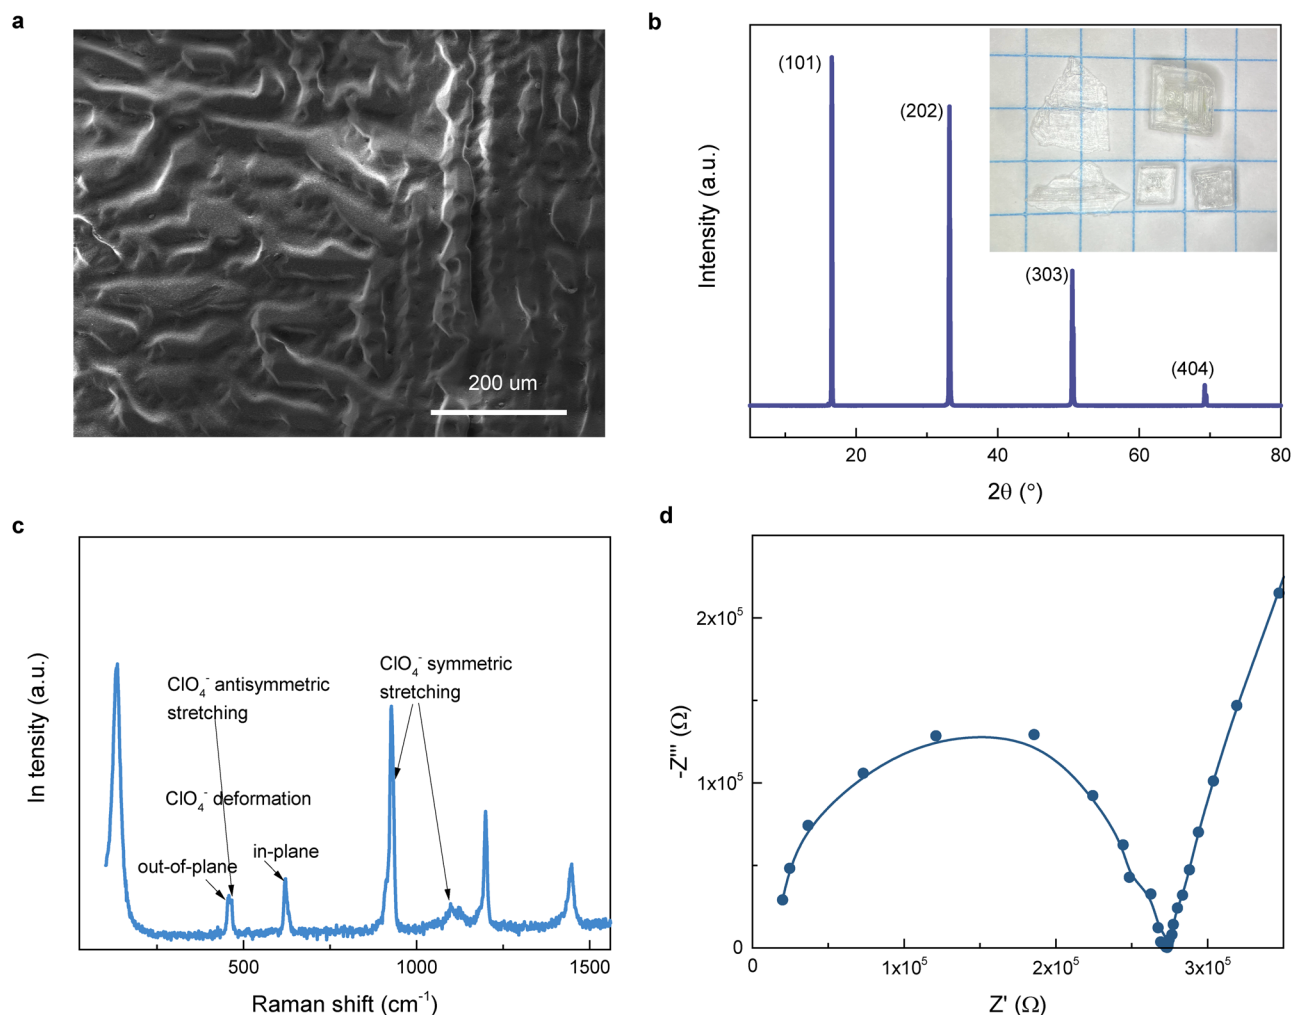 a
200 um
b
Intensity (a.u.)
(101)
(202)
(303)
(404)
20
40
60
80
2θ (°)
c
In tensity (a.u.)
ClO₄⁻ antisymmetric
stretching
ClO₄⁻ symmetric
stretching
ClO₄⁻ deformation
out-of-plane
in-plane
500
1000
1500
Raman shift (cm⁻¹)
d
-Z''' (Ω)
2x10⁵
1x10⁵
0
0
1x10⁵
2x10⁵
3x10⁵
Z' (Ω)